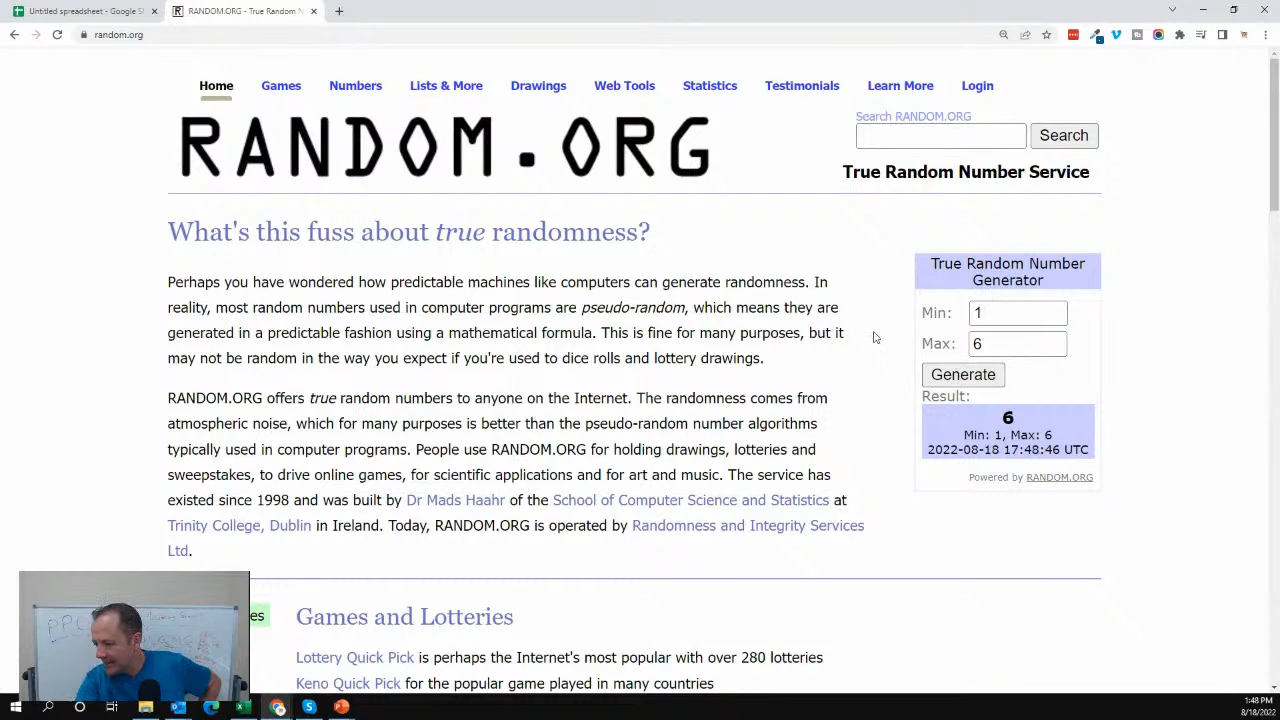 Untitled spreadsheet - Google S
RANDOM.ORG - True Random N
random.org
Home Games Numbers Lists & More Drawings Web Tools Statistics Testimonials Learn More Login
RANDOM.ORG
Search RANDOM.ORG
Search
True Random Number Service
What's this fuss about true randomness?
Perhaps you have wondered how predictable machines like computers can generate randomness. In
reality, most random numbers used in computer programs are pseudo-random, which means they are
generated in a predictable fashion using a mathematical formula. This is fine for many purposes, but it
may not be random in the way you expect if you're used to dice rolls and lottery drawings.
RANDOM.ORG offers true random numbers to anyone on the Internet. The randomness comes from
atmospheric noise, which for many purposes is better than the pseudo-random number algorithms
typically used in computer programs. People use RANDOM.ORG for holding drawings, lotteries and
sweepstakes, to drive online games, for scientific applications and for art and music. The service has
existed since 1998 and was built by Dr Mads Haahr of the School of Computer Science and Statistics at
Trinity College, Dublin in Ireland. Today, RANDOM.ORG is operated by Randomness and Integrity Services
Ltd.
True Random Number
Generator
Min: 1
Max: 6
Generate
Result:
6
Min: 1, Max: 6
2022-08-18 17:48:46 UTC
Powered by RANDOM.ORG
es
Games and Lotteries
Lottery Quick Pick is perhaps the Internet's most popular with over 280 lotteries
Keno Quick Pick for the popular game played in many countries
1:48 PM
8/18/2022